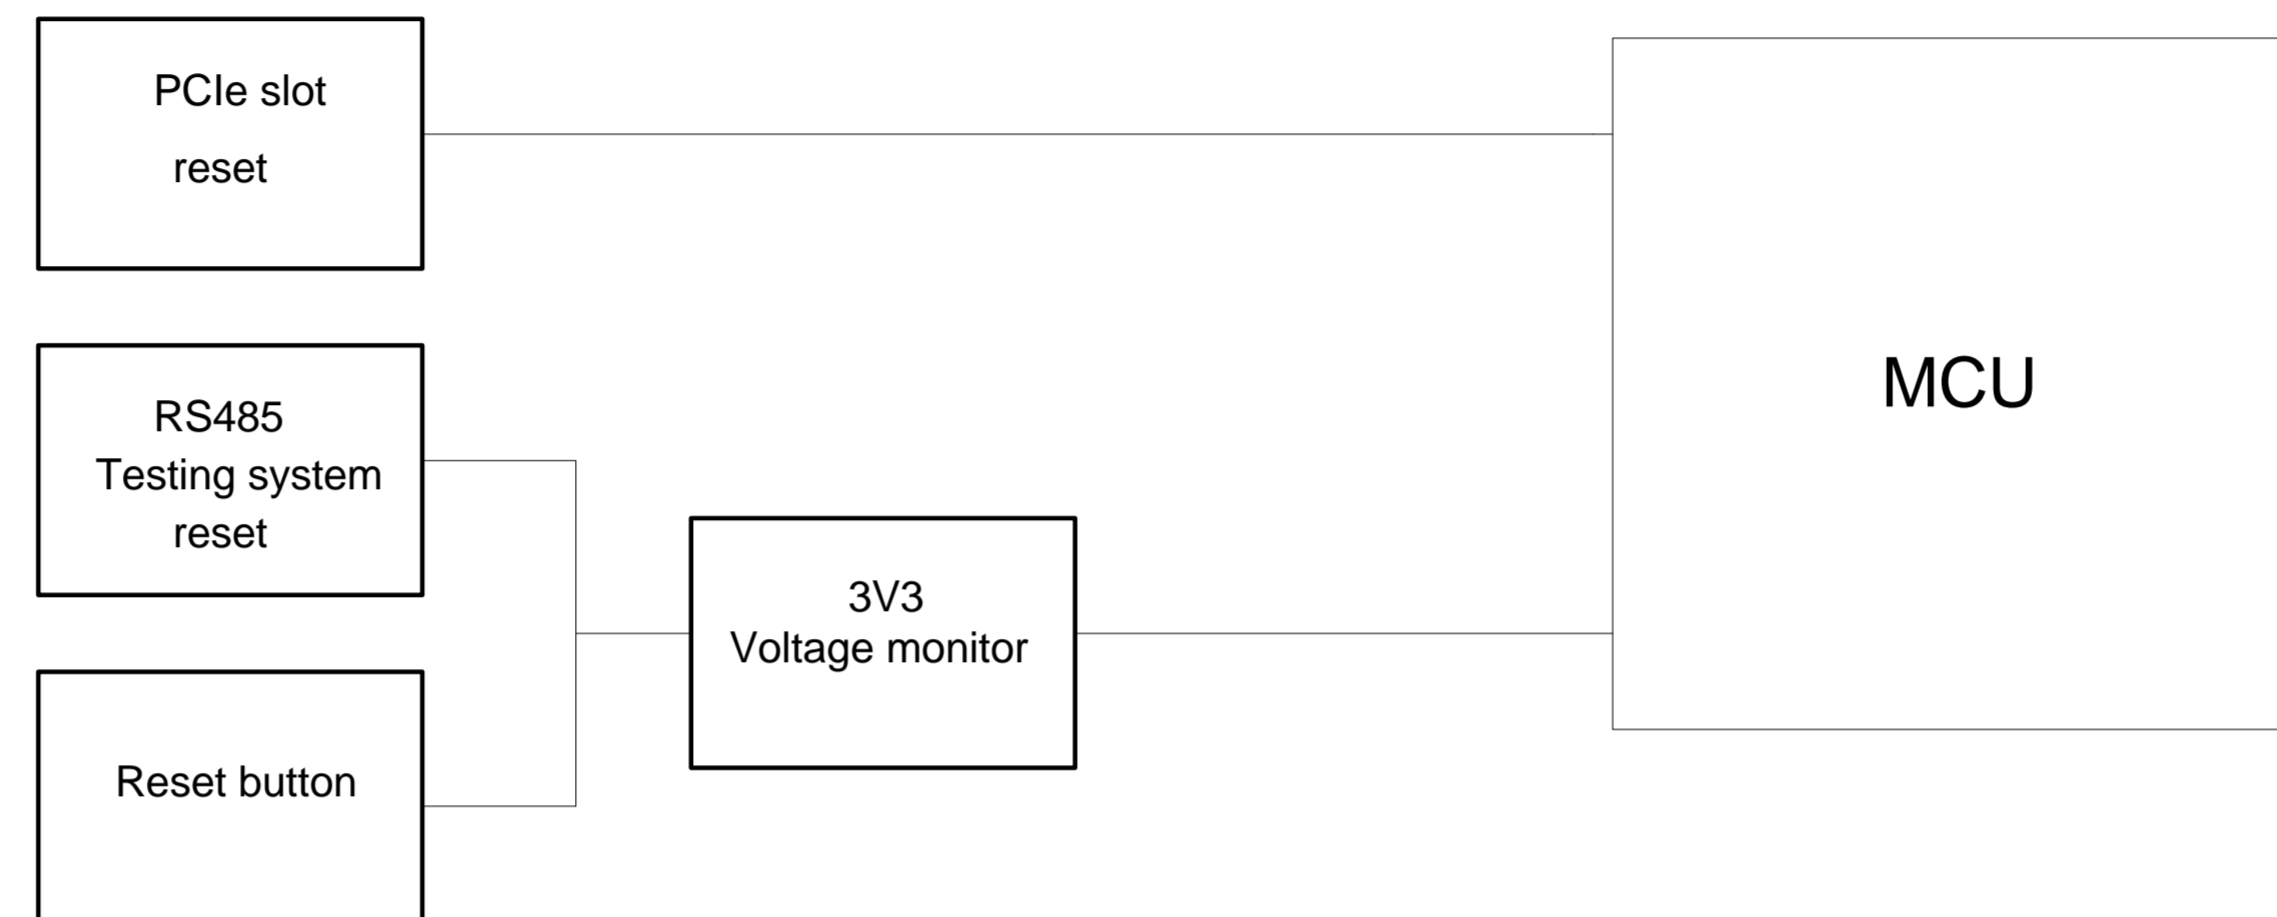 PCIe slot
reset
RS485
Testing system
reset
Reset button
3V3
Voltage monitor
MCU